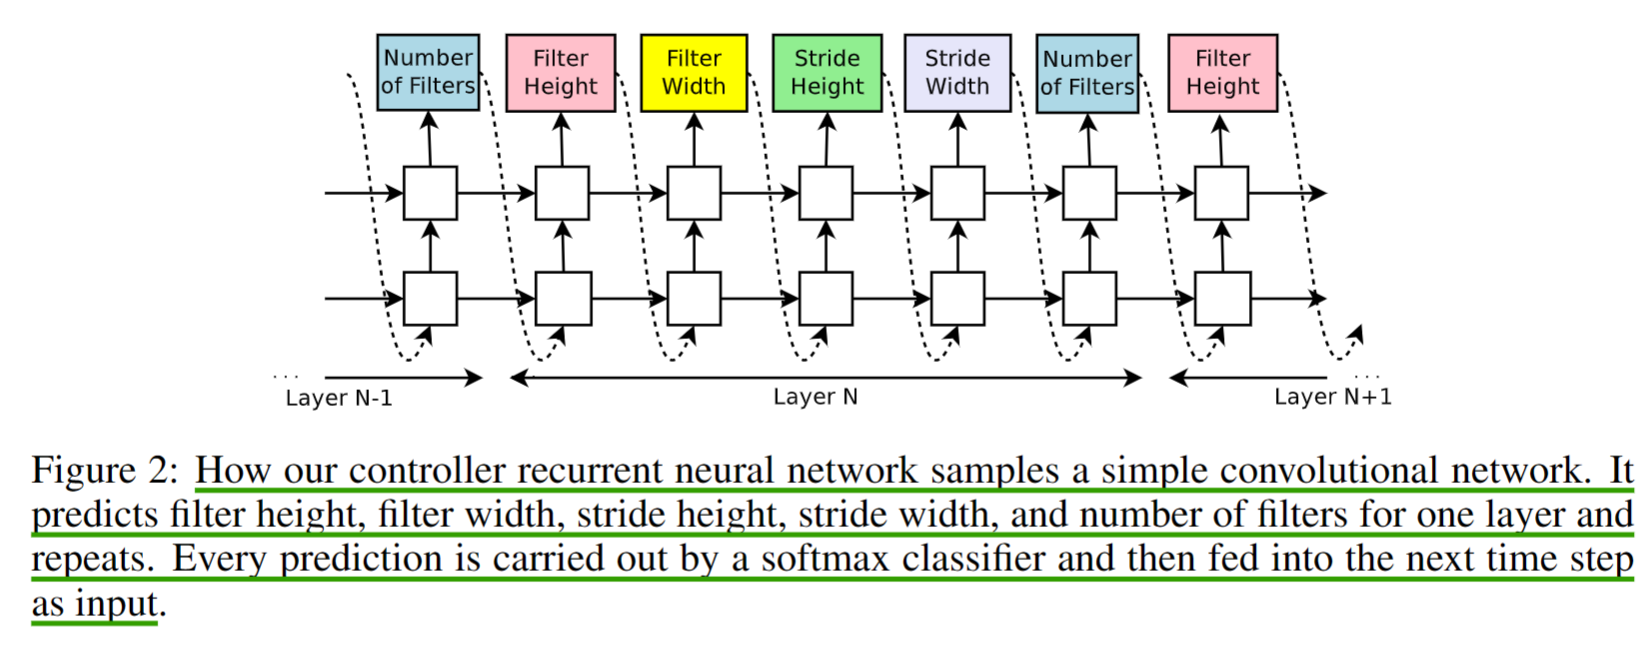 Number of Filters
Filter Height
Filter Width
Stride Height
Stride Width
Number of Filters
Filter Height
...
Layer N-1
Layer N
...
Layer N+1
Figure 2: How our controller recurrent neural network samples a simple convolutional network. It
predicts filter height, filter width, stride height, stride width, and number of filters for one layer and
repeats. Every prediction is carried out by a softmax classifier and then fed into the next time step
as input.